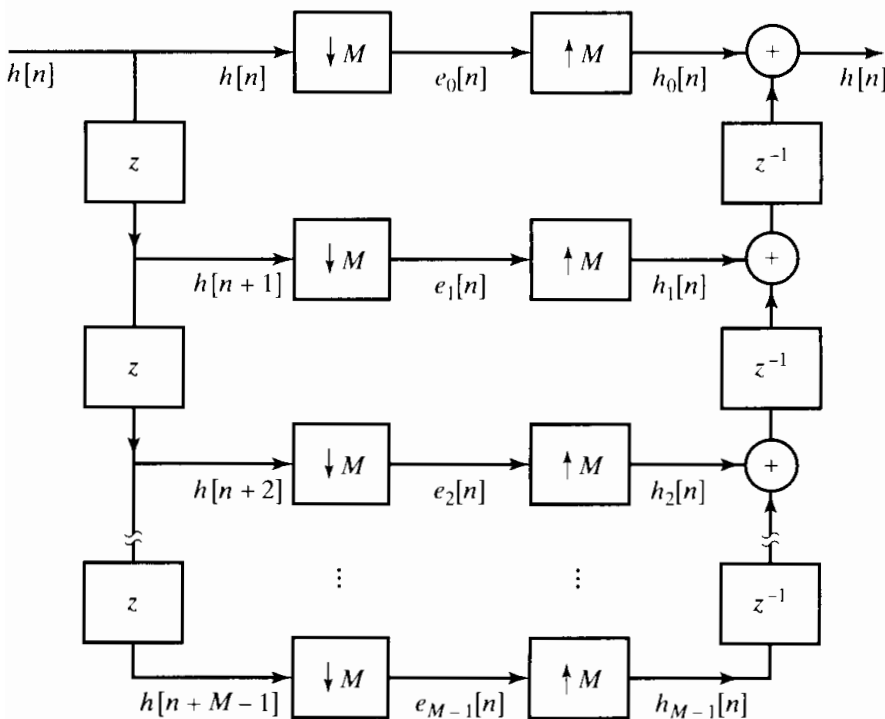 ↓ M ↑ M +
h[n] h[n] e₀[n] h₀[n] h[n]
z z⁻¹
↓ M ↑ M +
h[n + 1] e₁[n] h₁[n]
z z⁻¹
↓ M ↑ M +
h[n + 2] e₂[n] h₂[n]
z ⋮ ⋮ z⁻¹
↓ M ↑ M
h[n + M − 1] e_{M−1}[n] h_{M−1}[n]